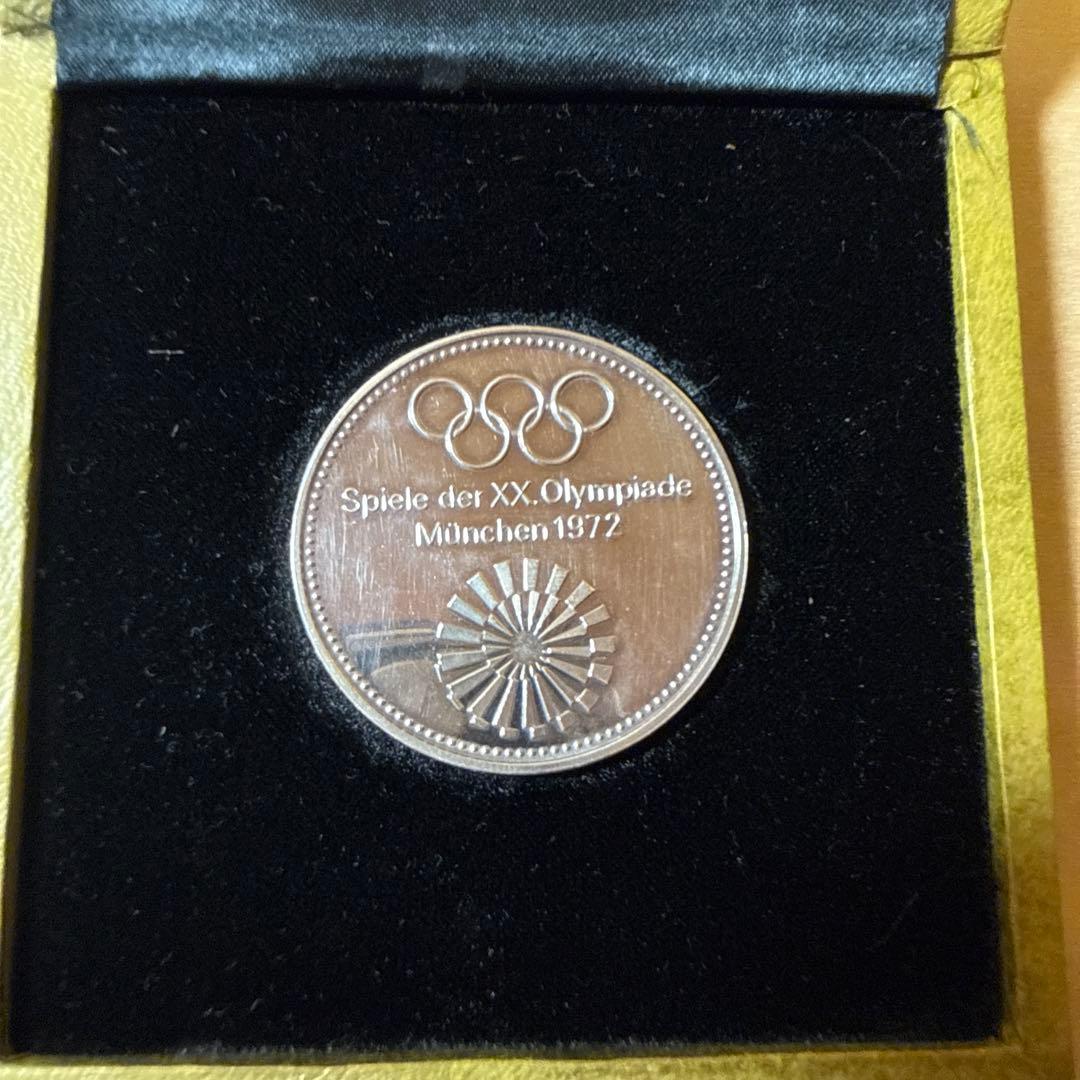 Spiele der XX. Olympiade
München 1972